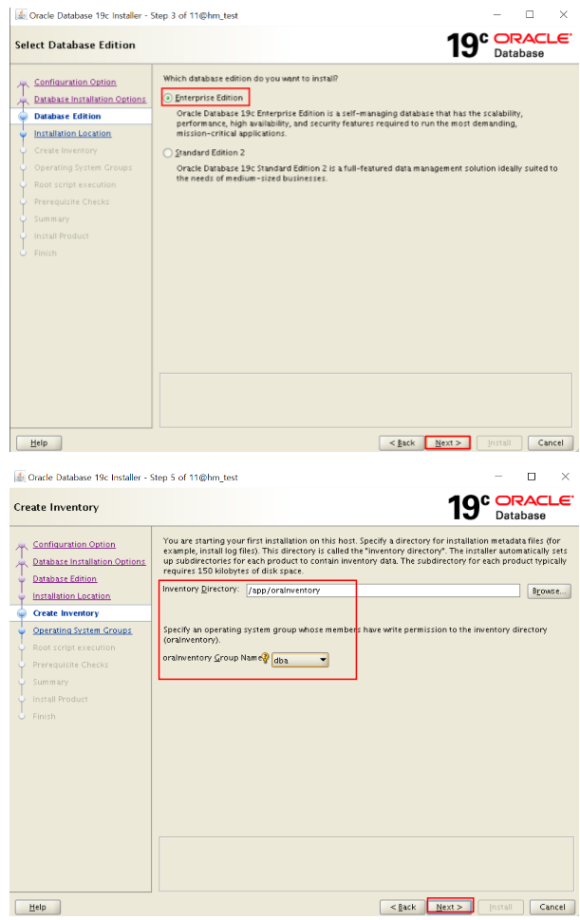 Oracle Database 19c Installer - Step 3 of 11@hm_test
Select Database Edition
19c ORACLE
Database
Configuration Option
Database Installation Options
Database Edition
Installation Location
Create Inventory
Operating System Groups
Root script execution
Prerequisite Checks
Summary
Install Product
Finish
Which database edition do you want to install?
Enterprise Edition
Oracle Database 19c Enterprise Edition is a self-managing database that has the scalability,
performance, high availability, and security features required to run the most demanding,
mission-critical applications.
Standard Edition 2
Oracle Database 19c Standard Edition 2 is a full-featured data management solution ideally suited to
the needs of medium-sized businesses.
Help
< Back
Next >
Install
Cancel
Oracle Database 19c Installer - Step 5 of 11@hm_test
Create Inventory
19c ORACLE
Database
Configuration Option
Database Installation Options
Database Edition
Installation Location
Create Inventory
Operating System Groups
Root script execution
Prerequisite Checks
Summary
Install Product
Finish
You are starting your first installation on this host. Specify a directory for installation metadata files (for
example, install log files). This directory is called the "inventory directory". The installer automatically sets
up subdirectories for each product to contain inventory data. The subdirectory for each product typically
requires 150 kilobytes of disk space.
Inventory Directory: /app/oraInventory
Browse...
Specify an operating system group whose members have write permission to the inventory directory
(oraInventory).
oraInventory Group Name dba
Help
< Back
Next >
Install
Cancel